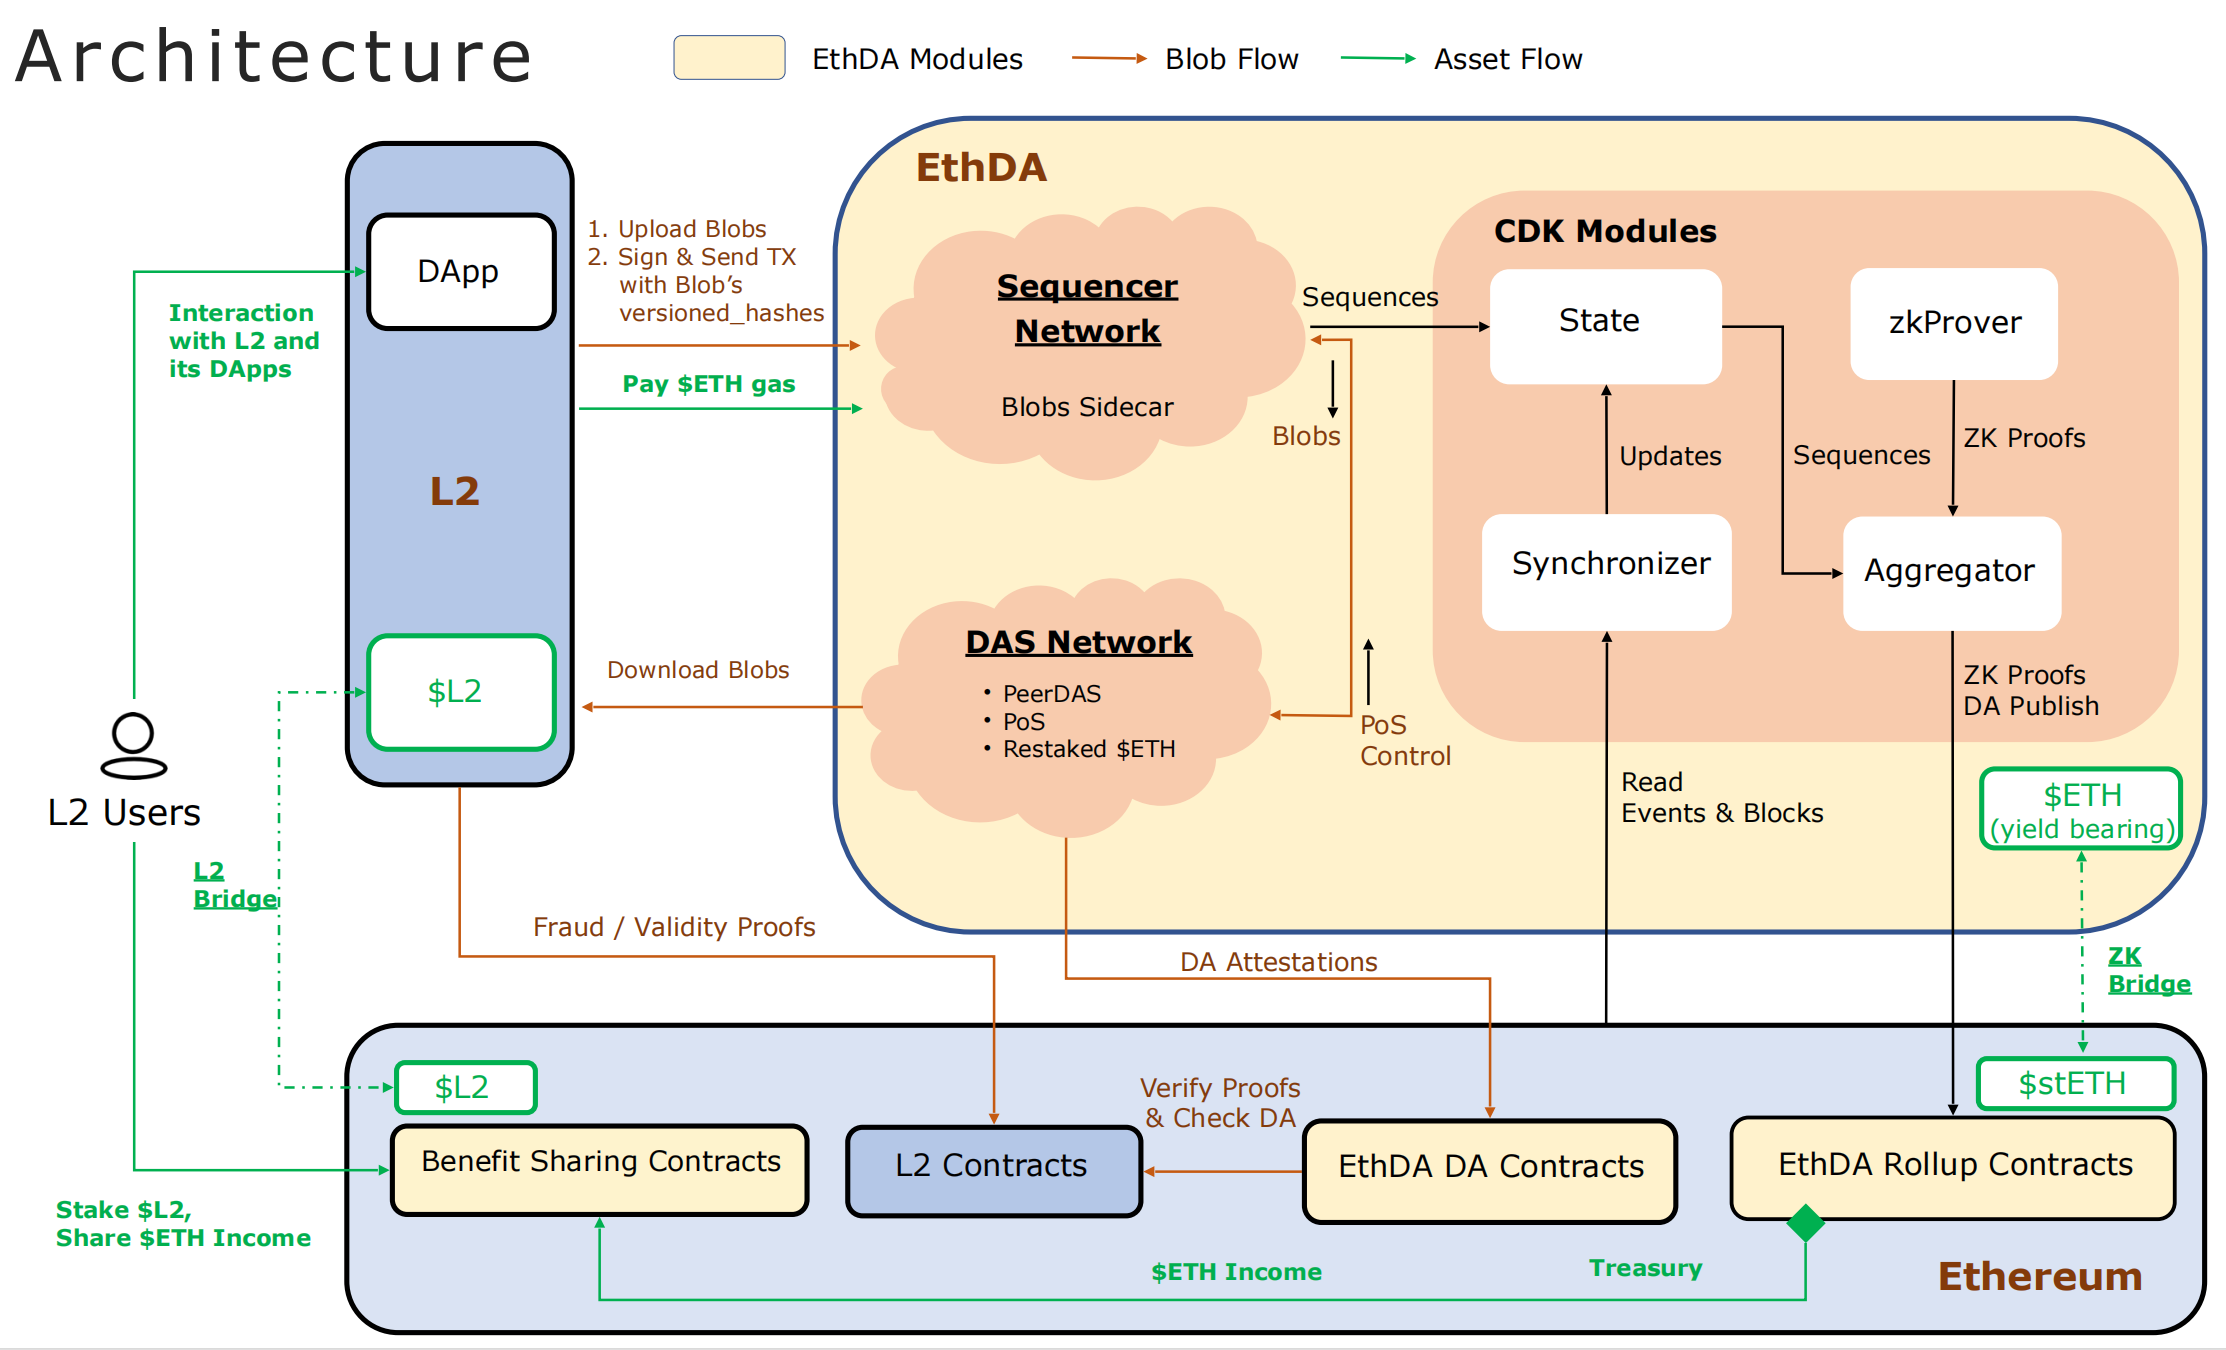 Architecture
EthDA Modules
Blob Flow
Asset Flow
EthDA
CDK Modules
DApp
L2
$L2
1. Upload Blobs
2. Sign & Send TX
with Blob’s
versioned_hashes
Pay $ETH gas
Interaction
with L2 and
its DApps
Sequencer
Network
Blobs Sidecar
Sequences
Blobs
State
zkProver
Updates
Sequences
ZK Proofs
Synchronizer
Aggregator
DAS Network
• PeerDAS
• PoS
• Restaked $ETH
Download Blobs
PoS
Control
ZK Proofs
DA Publish
Read
Events & Blocks
$ETH
(yield bearing)
L2 Users
L2
Bridge
Fraud / Validity Proofs
DA Attestations
ZK
Bridge
$L2
$stETH
Verify Proofs
& Check DA
Benefit Sharing Contracts
L2 Contracts
EthDA DA Contracts
EthDA Rollup Contracts
Stake $L2,
Share $ETH Income
$ETH Income
Treasury
Ethereum